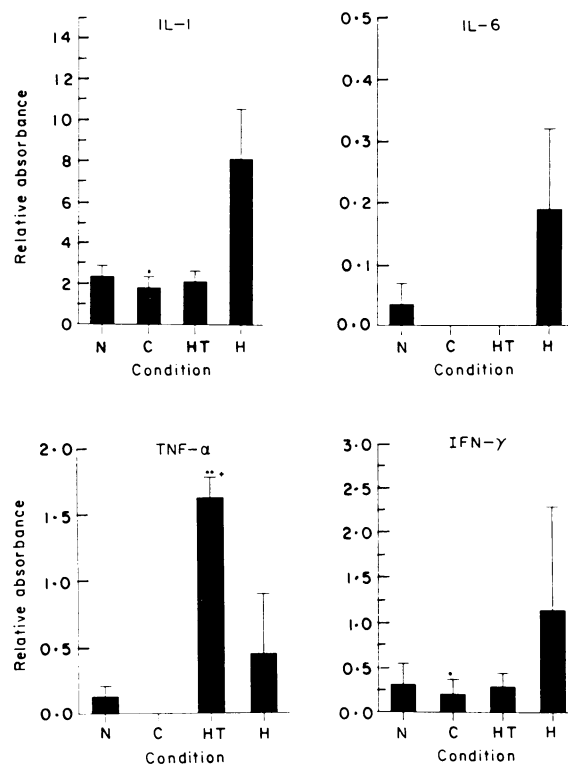 IL-1
Relative absorbance
14
12
10
8
6
4
2
0
N C HT H
Condition
IL-6
0·5
0·4
0·3
0·2
0·1
0·0
N C HT H
Condition
TNF-α
Relative absorbance
2·0
1·5
1·0
0·5
0·0
** +
N C HT H
Condition
IFN-γ
3·0
2·5
2·0
1·5
1·0
0·5
0·0
N C HT H
Condition